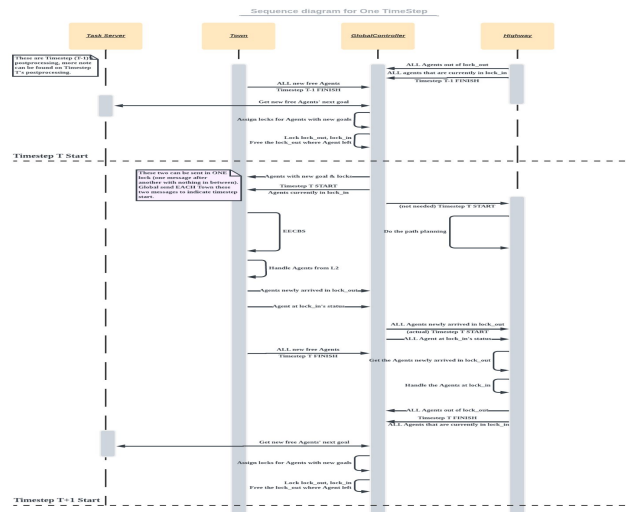 Sequence diagram for One TimeStep
Task Server
Town
GlobalController
Highway
These are Timestep (T-1)
postprocessing, more note
can be found on Timestep
T's postprocessing.
ALL Agents out of lock_out
ALL agents that are currently in lock_in
Timestep T-1 FINISH
ALL new free Agents
Timestep T-1 FINISH
Get new free Agents' next goal
Assign locks for Agents with new goals
Lock lock_out, lock_in
Free the lock_out where Agent left
Timestep T Start
These two can be sent in ONE
lock (one message after
another with nothing in between).
Global send EACH Town these
two messages to indicate timestep
start.
Agents with new goal & locks
Timestep T START
Agents currently in lock_in
(not needed) Timestep T START
EECBS
Do the path planning
Handle Agents from L2
Agents newly arrived in lock_out
Agent at lock_in's status
ALL Agents newly arrived in lock_out
(actual) Timestep T START
ALL Agent at lock_in's status
ALL new free Agents
Timestep T FINISH
Get the Agents newly arrived in lock_out
Handle the Agents at lock_in
ALL Agents out of lock_out
Timestep T FINISH
ALL Agents that are currently in lock_in
Get new free Agents' next goal
Assign locks for Agents with new goals
Lock lock_out, lock_in
Free the lock_out where Agent left
Timestep T+1 Start